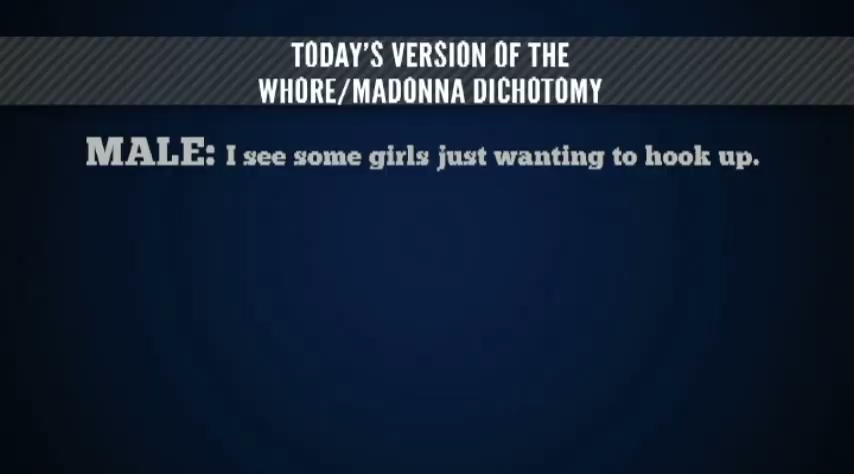 TODAY'S VERSION OF THE
WHORE/MADONNA DICHOTOMY
MALE: I see some girls just wanting to hook up.